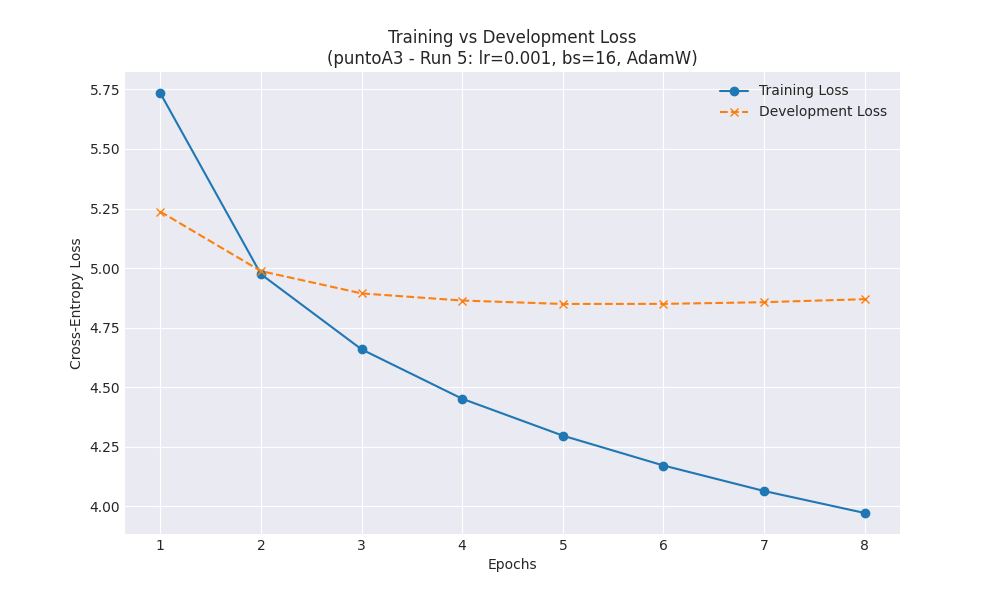 Training vs Development Loss
(puntoA3 - Run 5: lr=0.001, bs=16, AdamW)
Training Loss
Development Loss
Cross-Entropy Loss
5.75
5.50
5.25
5.00
4.75
4.50
4.25
4.00
1 2 3 4 5 6 7 8
Epochs